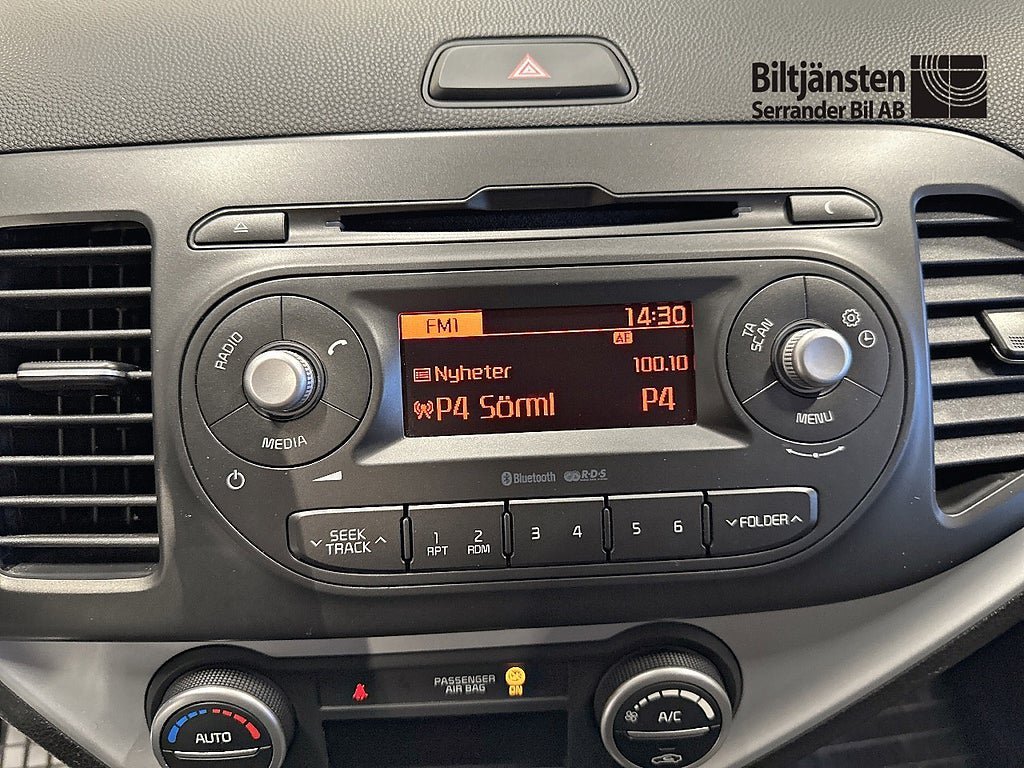 Biltjänsten
Serrander Bil AB
FM1 14:30
AF
Nyheter 100.10
P4 Sörml P4
RADIO
MEDIA
TA
SCAN
MENU
Bluetooth R·D·S
SEEK
TRACK
1 2 3 4 5 6
RPT RDM
FOLDER
PASSENGER
AIR BAG
ON
AUTO
A/C